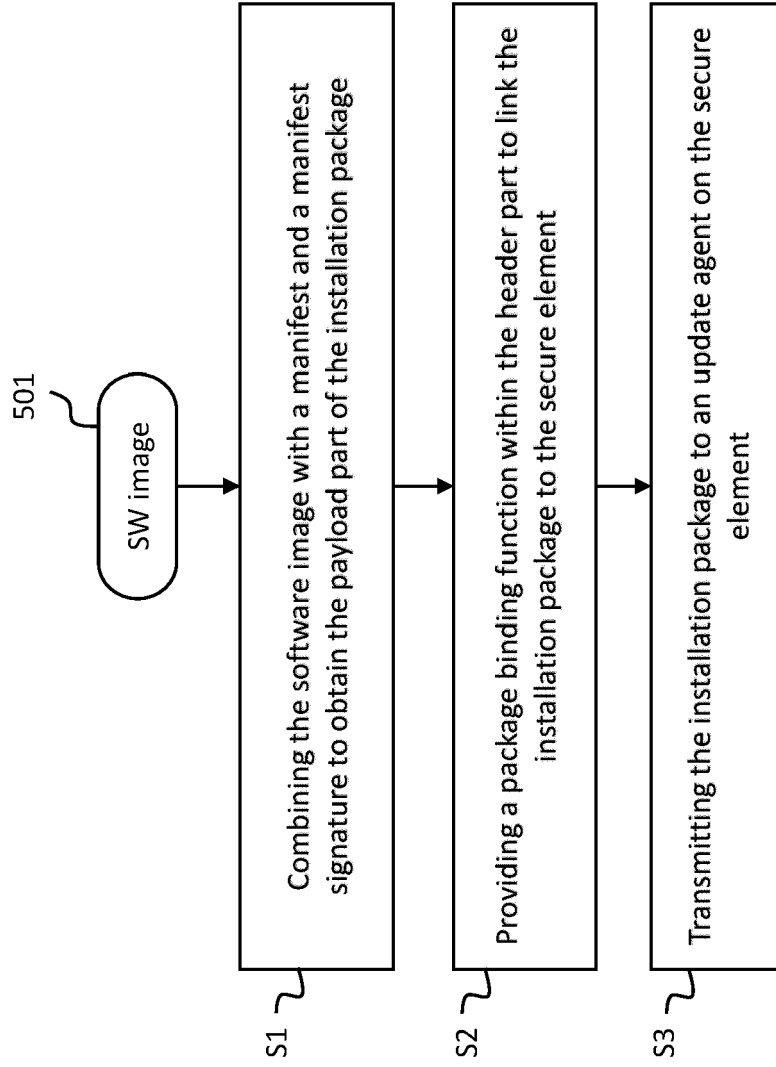 501
SW image
S1
Combining the software image with a manifest and a manifest
signature to obtain the payload part of the installation package
S2
Providing a package binding function within the header part to link the
installation package to the secure element
S3
Transmitting the installation package to an update agent on the secure
element